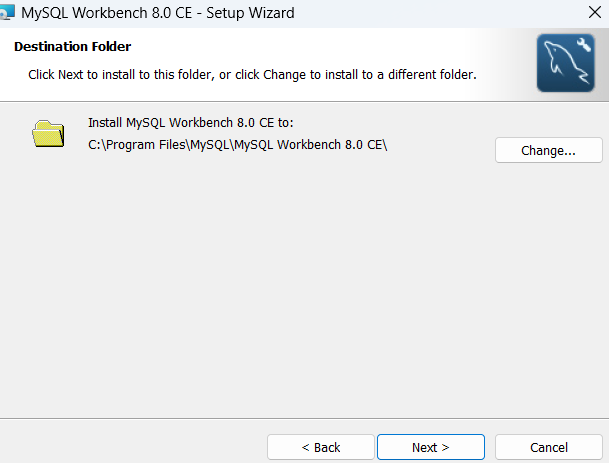 MySQL Workbench 8.0 CE - Setup Wizard
Destination Folder
Click Next to install to this folder, or click Change to install to a different folder.
Install MySQL Workbench 8.0 CE to:
C:\Program Files\MySQL\MySQL Workbench 8.0 CE\
Change...
< Back
Next >
Cancel